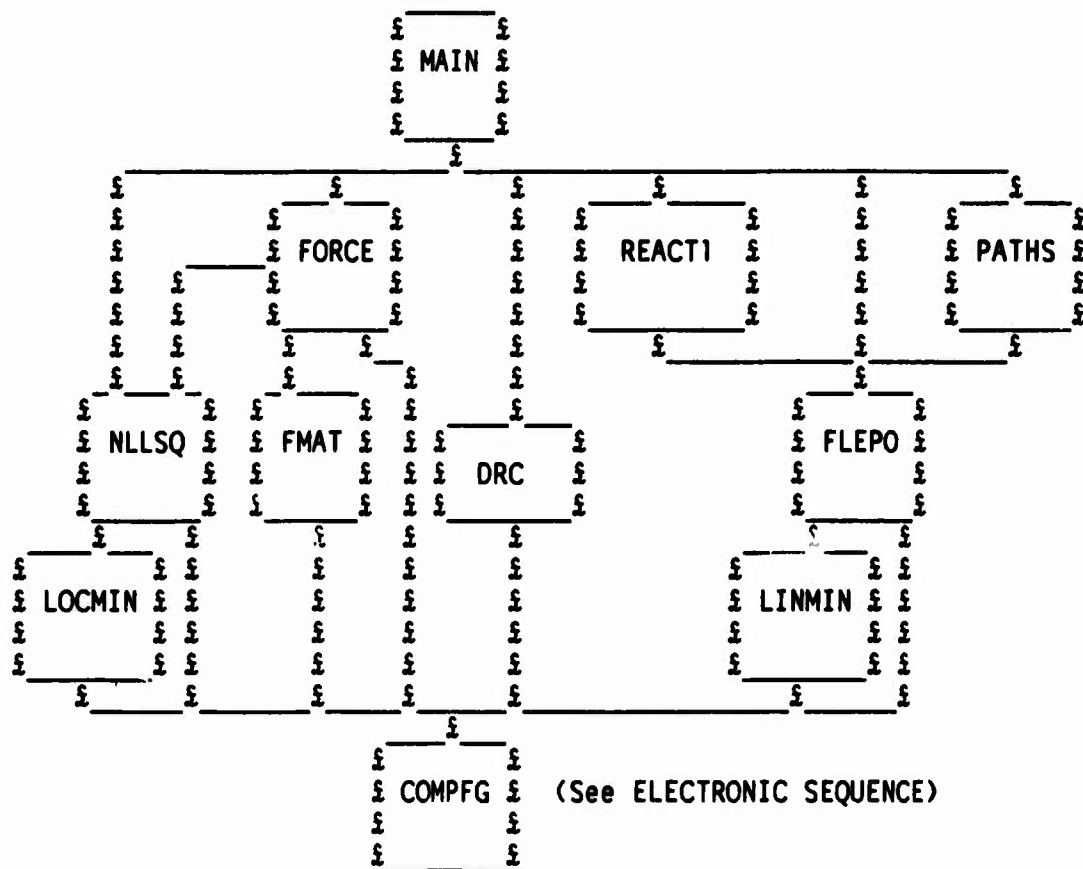 MAIN
FORCE REACT1 PATHS
NLLSQ FMAT DRC FLEPO
LOCMIN LINMIN
COMPFG (See ELECTRONIC SEQUENCE)